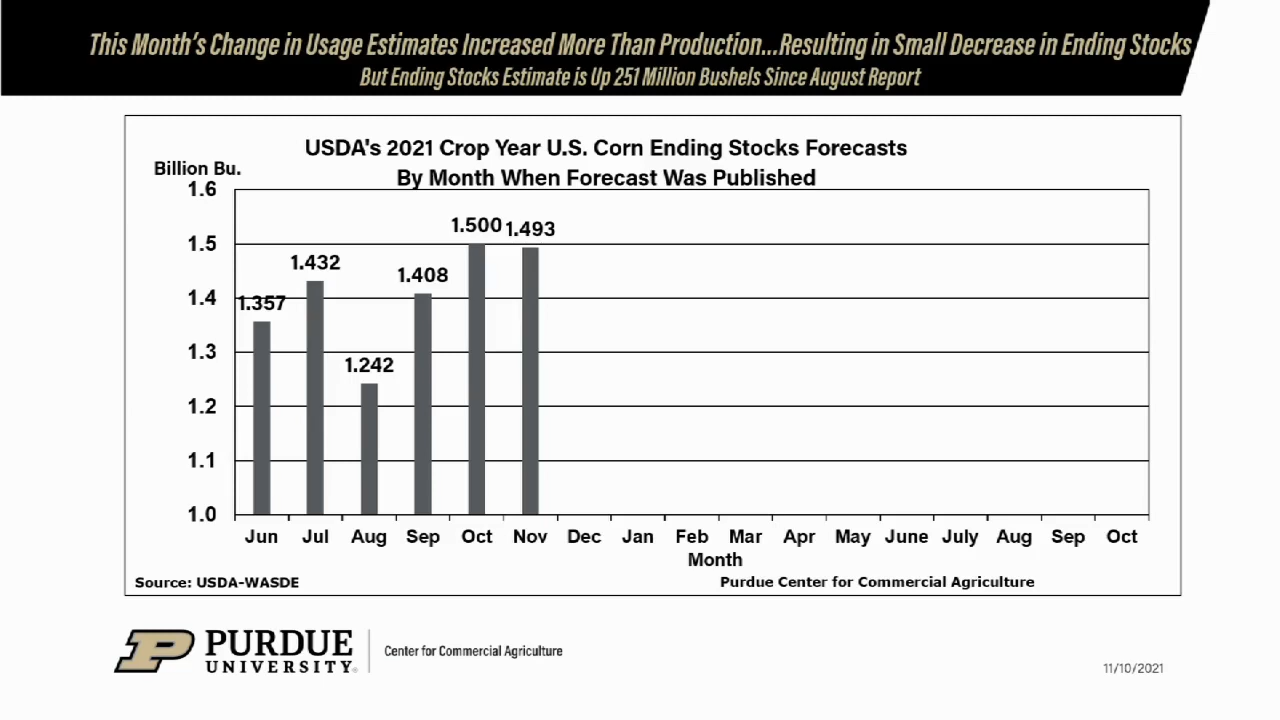 This Month's Change in Usage Estimates Increased More Than Production...Resulting in Small Decrease in Ending Stocks
But Ending Stocks Estimate is Up 251 Million Bushels Since August Report
USDA's 2021 Crop Year U.S. Corn Ending Stocks Forecasts
By Month When Forecast Was Published
Billion Bu.
1.6
1.5
1.4
1.3
1.2
1.1
1.0
1.357
1.432
1.242
1.408
1.500
1.493
Jun Jul Aug Sep Oct Nov Dec Jan Feb Mar Apr May June July Aug Sep Oct
Month
Source: USDA-WASDE
Purdue Center for Commercial Agriculture
P PURDUE
UNIVERSITY®
Center for Commercial Agriculture
11/10/2021